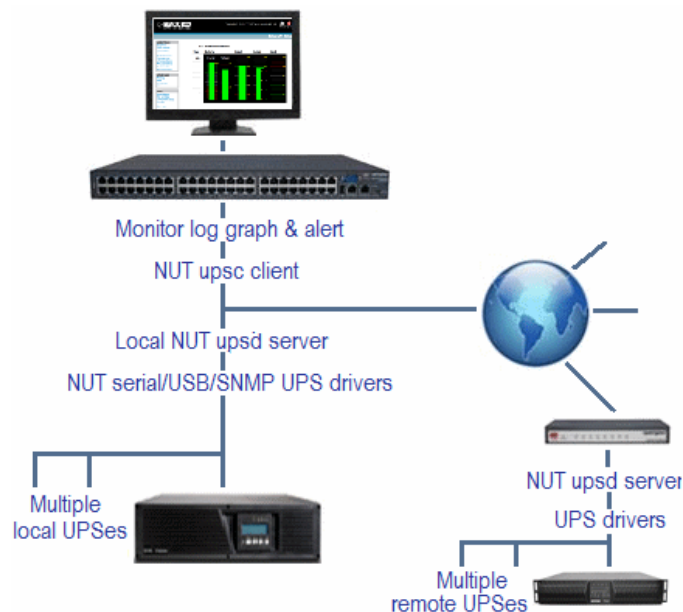 Monitor log graph & alert
NUT upsc client
Local NUT upsd server
NUT serial/USB/SNMP UPS drivers
Multiple
local UPSes
NUT upsd server
UPS drivers
Multiple
remote UPSes